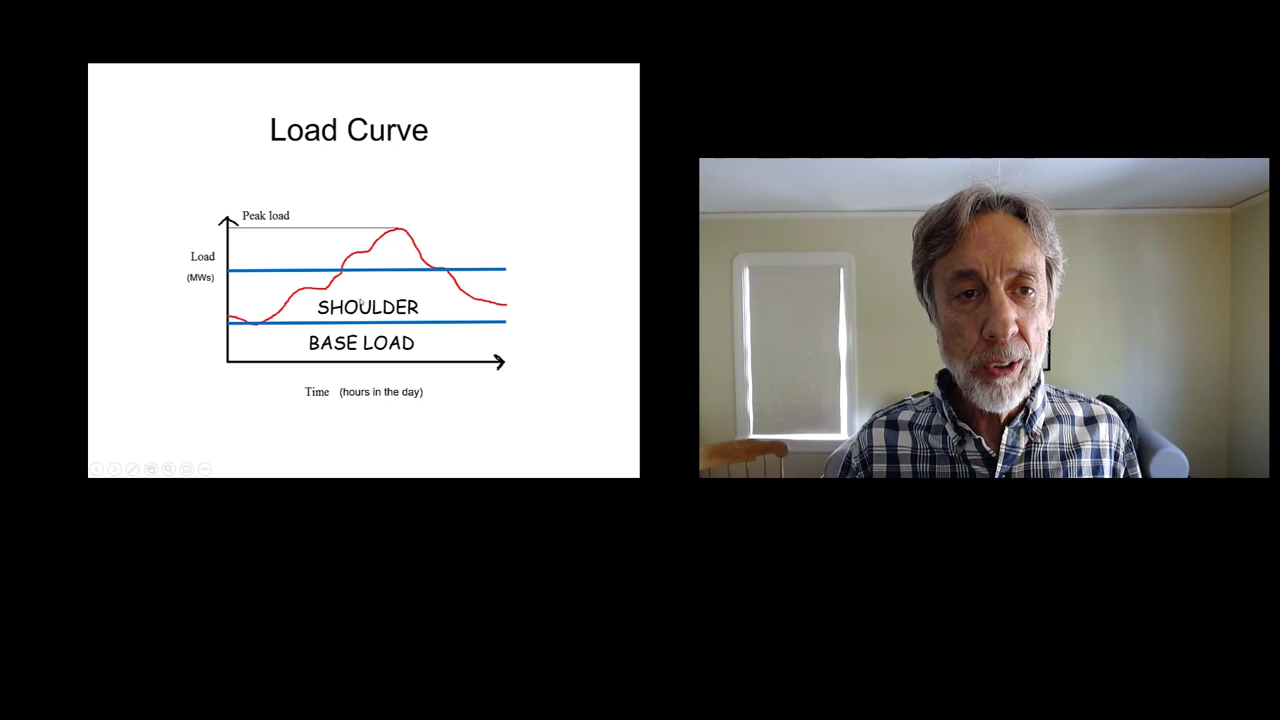 Load Curve
Peak load
Load
(MWs)
SHOULDER
BASE LOAD
Time (hours in the day)